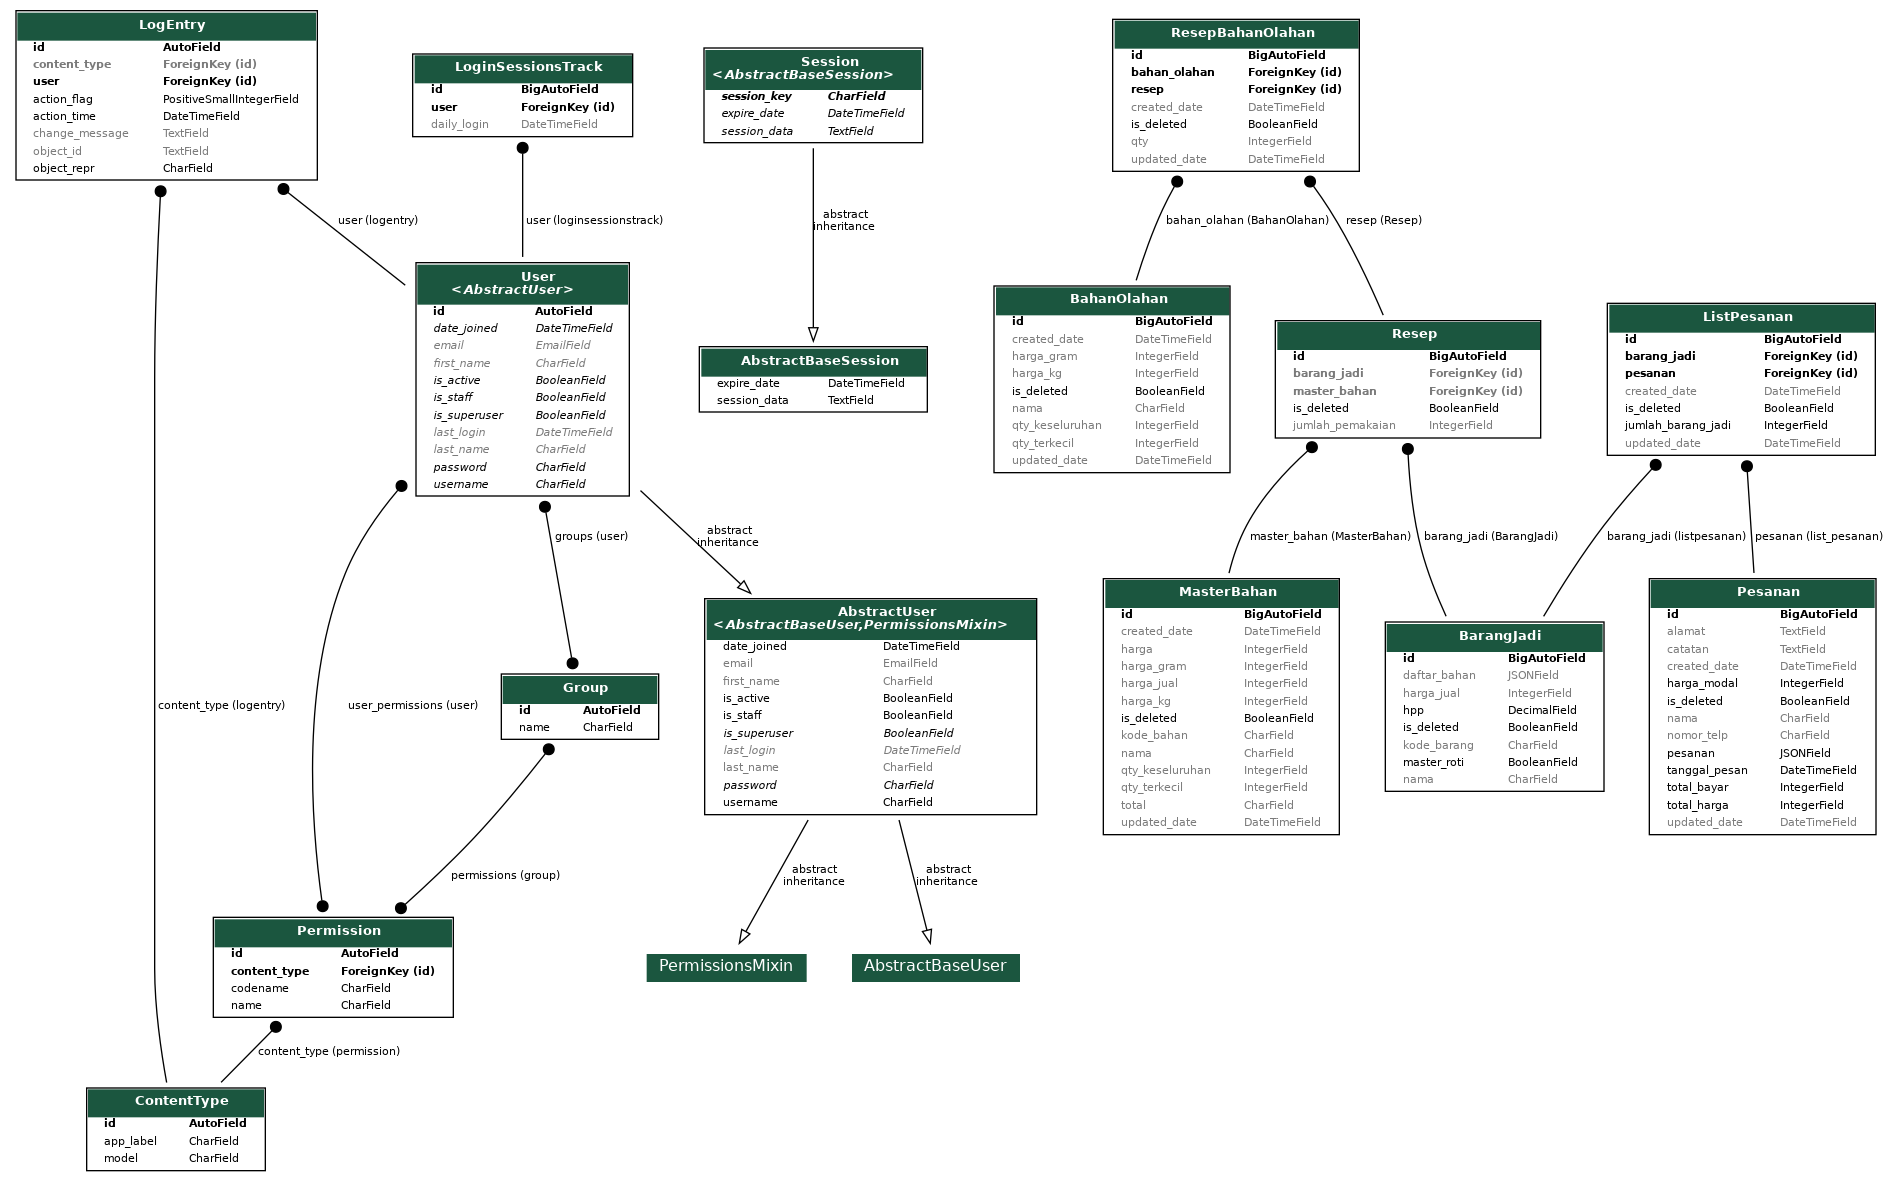 LogEntry
id AutoField
content_type ForeignKey (id)
user ForeignKey (id)
action_flag PositiveSmallIntegerField
action_time DateTimeField
change_message TextField
object_id TextField
object_repr CharField
LoginSessionsTrack
id BigAutoField
user ForeignKey (id)
daily_login DateTimeField
Session
<AbstractBaseSession>
session_key CharField
expire_date DateTimeField
session_data TextField
ResepBahanOlahan
id BigAutoField
bahan_olahan ForeignKey (id)
resep ForeignKey (id)
created_date DateTimeField
is_deleted BooleanField
qty IntegerField
updated_date DateTimeField
user (logentry)
user (loginsessionstrack)
abstract
inheritance
bahan_olahan (BahanOlahan)
resep (Resep)
User
<AbstractUser>
id AutoField
date_joined DateTimeField
email EmailField
first_name CharField
is_active BooleanField
is_staff BooleanField
is_superuser BooleanField
last_login DateTimeField
last_name CharField
password CharField
username CharField
AbstractBaseSession
expire_date DateTimeField
session_data TextField
BahanOlahan
id BigAutoField
created_date DateTimeField
harga_gram IntegerField
harga_kg IntegerField
is_deleted BooleanField
nama CharField
qty_keseluruhan IntegerField
qty_terkecil IntegerField
updated_date DateTimeField
Resep
id BigAutoField
barang_jadi ForeignKey (id)
master_bahan ForeignKey (id)
is_deleted BooleanField
jumlah_pemakaian IntegerField
ListPesanan
id BigAutoField
barang_jadi ForeignKey (id)
pesanan ForeignKey (id)
created_date DateTimeField
is_deleted BooleanField
jumlah_barang_jadi IntegerField
updated_date DateTimeField
groups (user)
abstract
inheritance
master_bahan (MasterBahan)
barang_jadi (BarangJadi)
barang_jadi (listpesanan)
pesanan (list_pesanan)
content_type (logentry)
user_permissions (user)
Group
id AutoField
name CharField
AbstractUser
<AbstractBaseUser,PermissionsMixin>
date_joined DateTimeField
email EmailField
first_name CharField
is_active BooleanField
is_staff BooleanField
is_superuser BooleanField
last_login DateTimeField
last_name CharField
password CharField
username CharField
MasterBahan
id BigAutoField
created_date DateTimeField
harga IntegerField
harga_gram IntegerField
harga_jual IntegerField
harga_kg IntegerField
is_deleted BooleanField
kode_bahan CharField
nama CharField
qty_keseluruhan IntegerField
qty_terkecil IntegerField
total CharField
updated_date DateTimeField
BarangJadi
id BigAutoField
daftar_bahan JSONField
harga_jual IntegerField
hpp DecimalField
is_deleted BooleanField
kode_barang CharField
master_roti BooleanField
nama CharField
Pesanan
id BigAutoField
alamat TextField
catatan TextField
created_date DateTimeField
harga_modal IntegerField
is_deleted BooleanField
nama CharField
nomor_telp CharField
pesanan JSONField
tanggal_pesan DateTimeField
total_bayar IntegerField
total_harga IntegerField
updated_date DateTimeField
permissions (group)
abstract
inheritance
abstract
inheritance
Permission
id AutoField
content_type ForeignKey (id)
codename CharField
name CharField
PermissionsMixin
AbstractBaseUser
content_type (permission)
ContentType
id AutoField
app_label CharField
model CharField